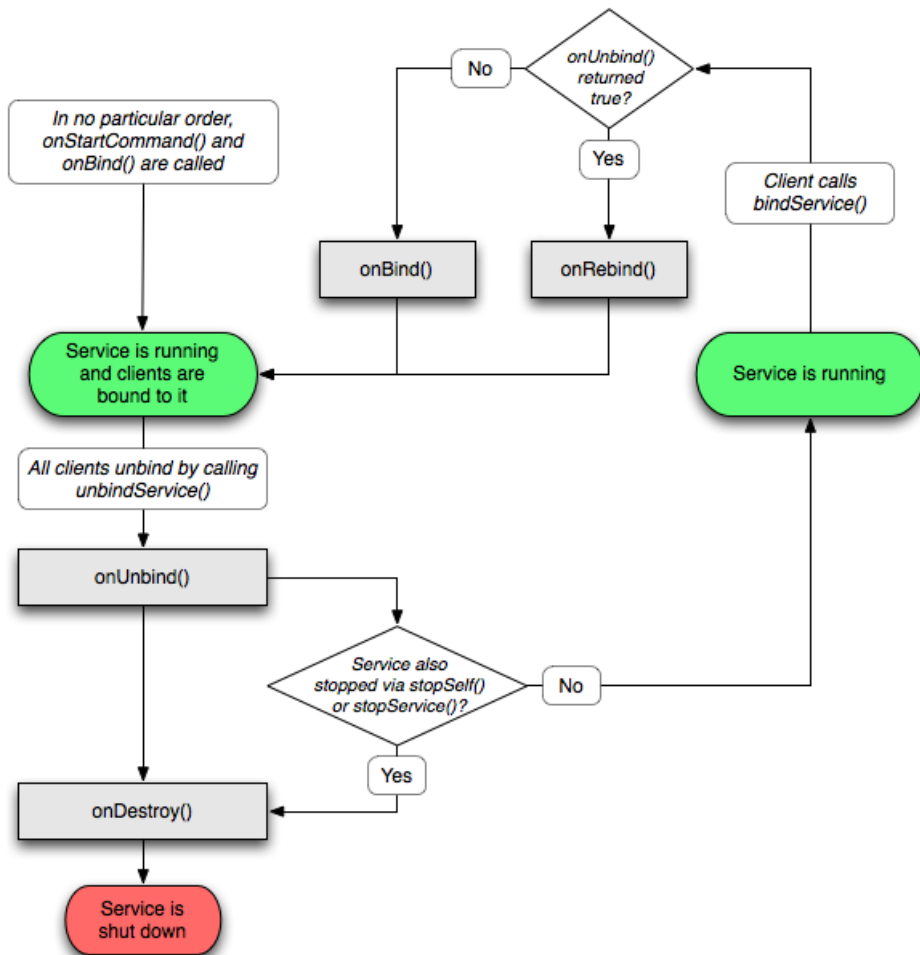 onUnbind()
returned
true?
No
In no particular order,
onStartCommand() and
onBind() are called
Yes
Client calls
bindService()
onBind()
onRebind()
Service is running
and clients are
bound to it
Service is running
All clients unbind by calling
unbindService()
onUnbind()
Service also
stopped via stopSelf()
or stopService()?
No
Yes
onDestroy()
Service is
shut down